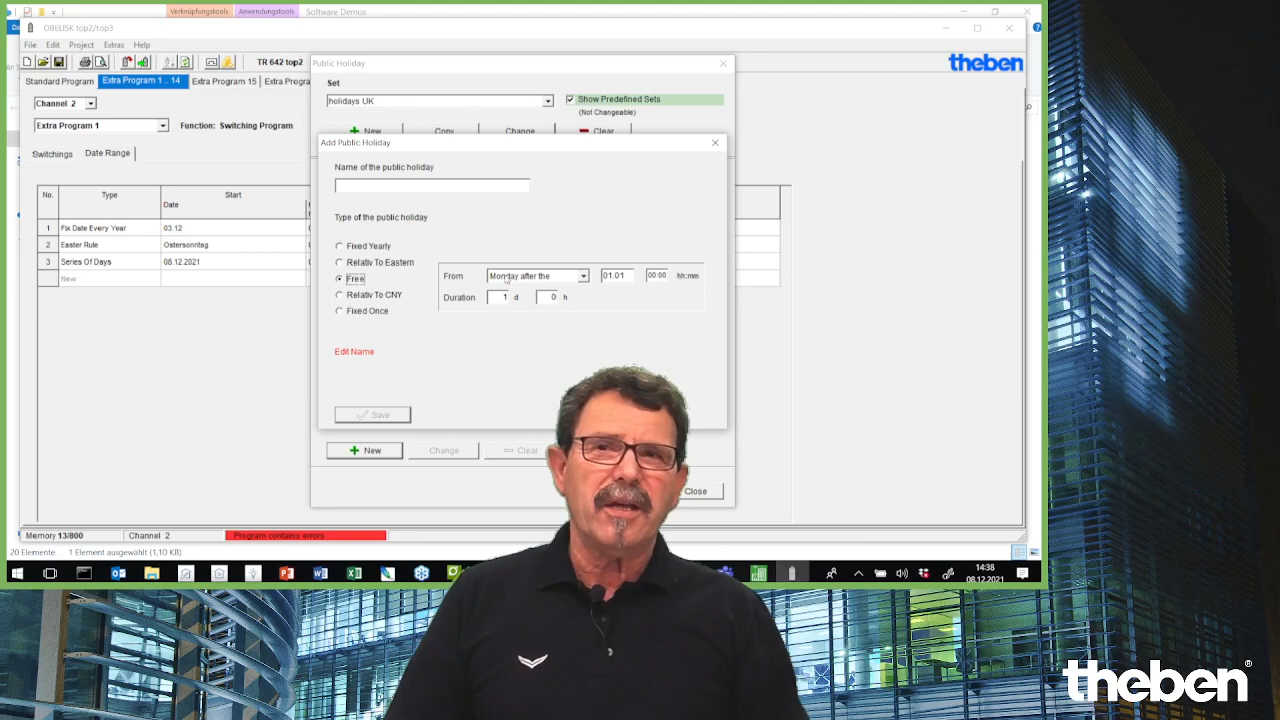 Verknüpfungstools Anwendungstools Software Demos
OBELISK top2/top3
File Edit Project Extras Help
TR 642 top2
theben
Standard Program Extra Program 1 .. 14 Extra Program 15 Extra Progra
Channel 2
Extra Program 1
Function: Switching Program
Switchings Date Range
No. Type Start
Date
1 Fix Date Every Year 03.12
2 Easter Rule Ostersonntag
3 Series Of Days 08.12.2021
New
Public Holiday
Set
holidays UK
Show Predefined Sets
(Not Changeable)
New Copy Change Clear
Add Public Holiday
Name of the public holiday
Type of the public holiday
Fixed Yearly
Relativ To Eastern
Free
Relativ To CNY
Fixed Once
From Monday after the 01.01 00:00 hh:mm
Duration 1 d 0 h
Edit Name
Save
New Change Clear
Close
Memory 13/800 Channel 2 Program contains errors
20 Elemente 1 Element ausgewählt (1,10 KB)
14:38
08.12.2021
theben®